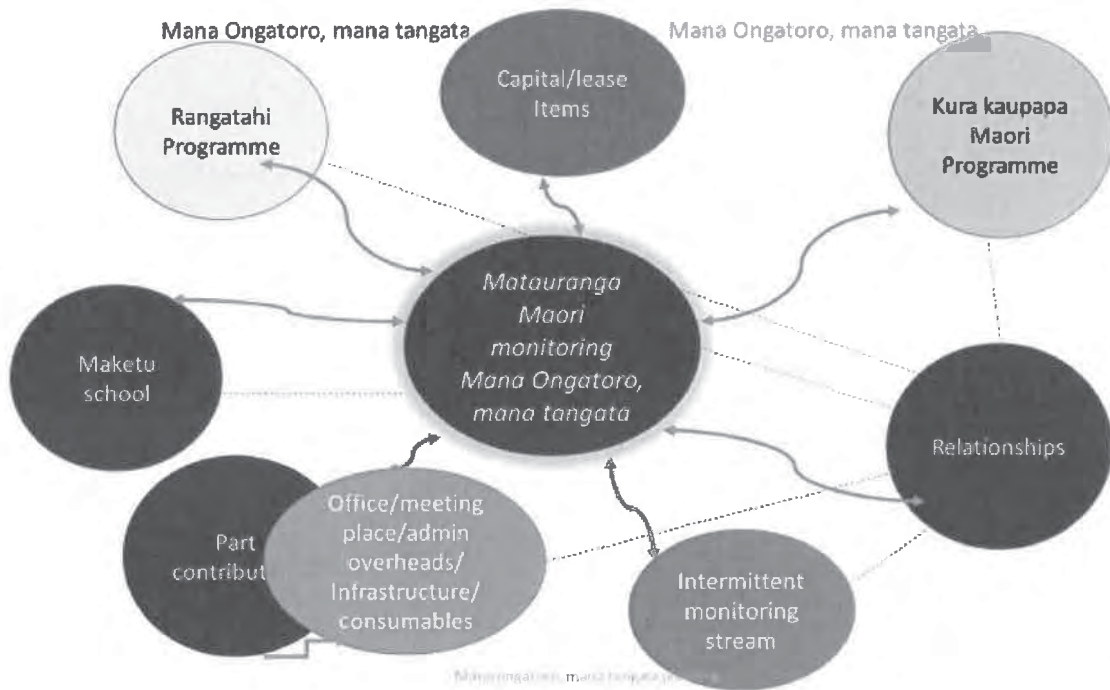 Mana Ongatoro, mana tangata
Mana Ongatoro, mana tangata
Rangatahi
Programme
Capital/lease
Items
Kura kaupapa
Maori
Programme
Matauranga
Maori
monitoring
Mana Ongatoro,
mana tangata
Maketu
school
Relationships
Part
contribut
Office/meeting
place/admin
overheads/
Infrastructure/
consumables
Intermittent
monitoring
stream
mana tangata